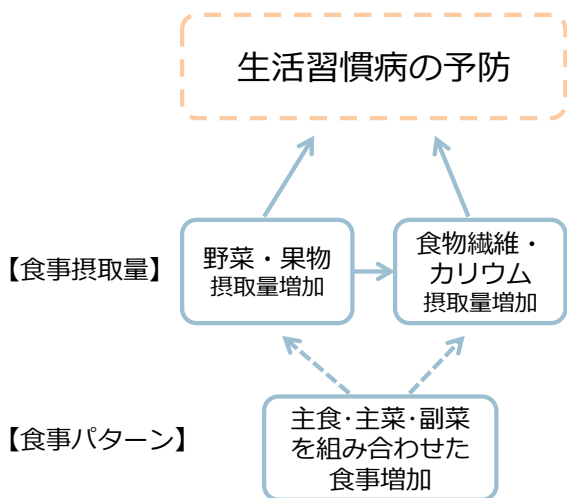 生活習慣病の予防
【食事摂取量】
野菜・果物
摂取量増加
食物繊維・
カリウム
摂取量増加
【食事パターン】
主食・主菜・副菜
を組み合わせた
食事増加